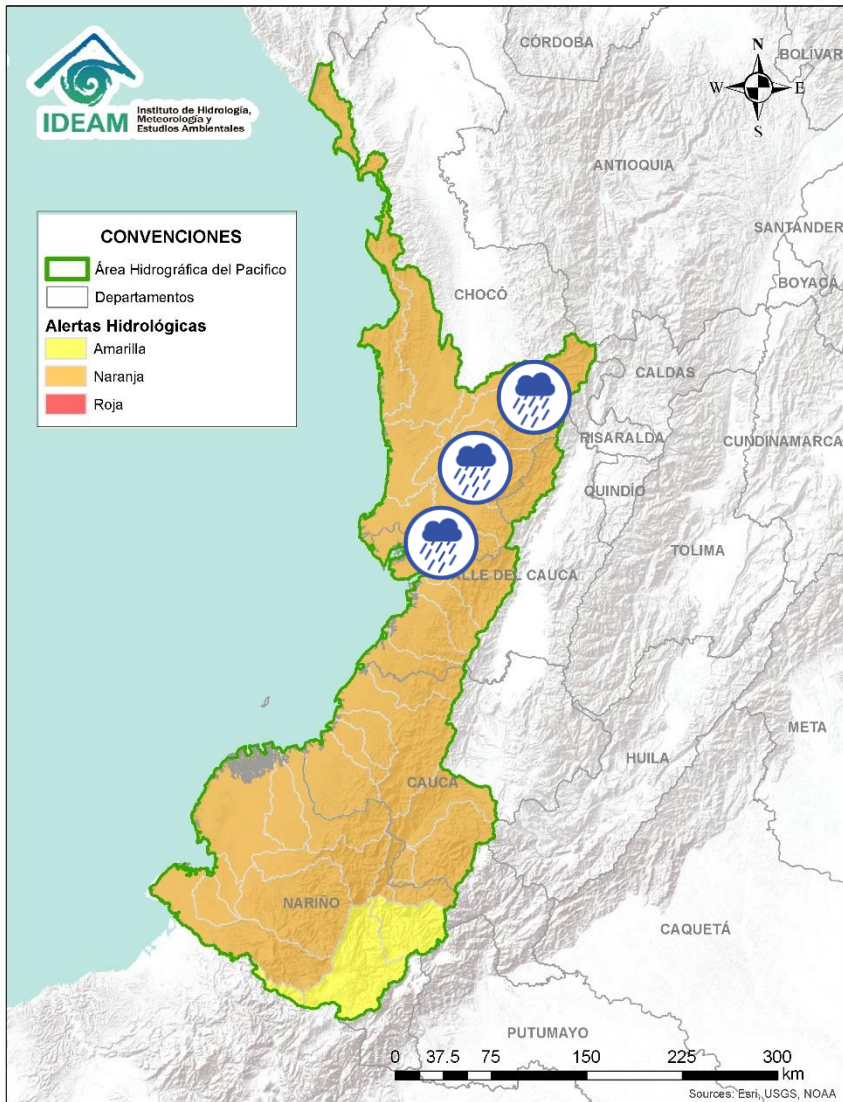 IDEAM
Instituto de Hidrología,
Meteorología y
Estudios Ambientales
N
W
E
S
CÓRDOBA
BOLÍVAR
ANTIOQUIA
SANTANDER
BOYACÁ
CONVENCIONES
Área Hidrográfica del Pacifico
Departamentos
Alertas Hidrológicas
Amarilla
Naranja
Roja
CHOCÓ
CALDAS
RISARALDA
CUNDINAMARCA
QUINDÍO
TOLIMA
ALLE DEL CAUCA
META
HUILA
CAUCA
NARIÑO
CAQUETÁ
PUTUMAYO
0 37.5 75 150 225 300
km
Sources: Esri, USGS, NOAA